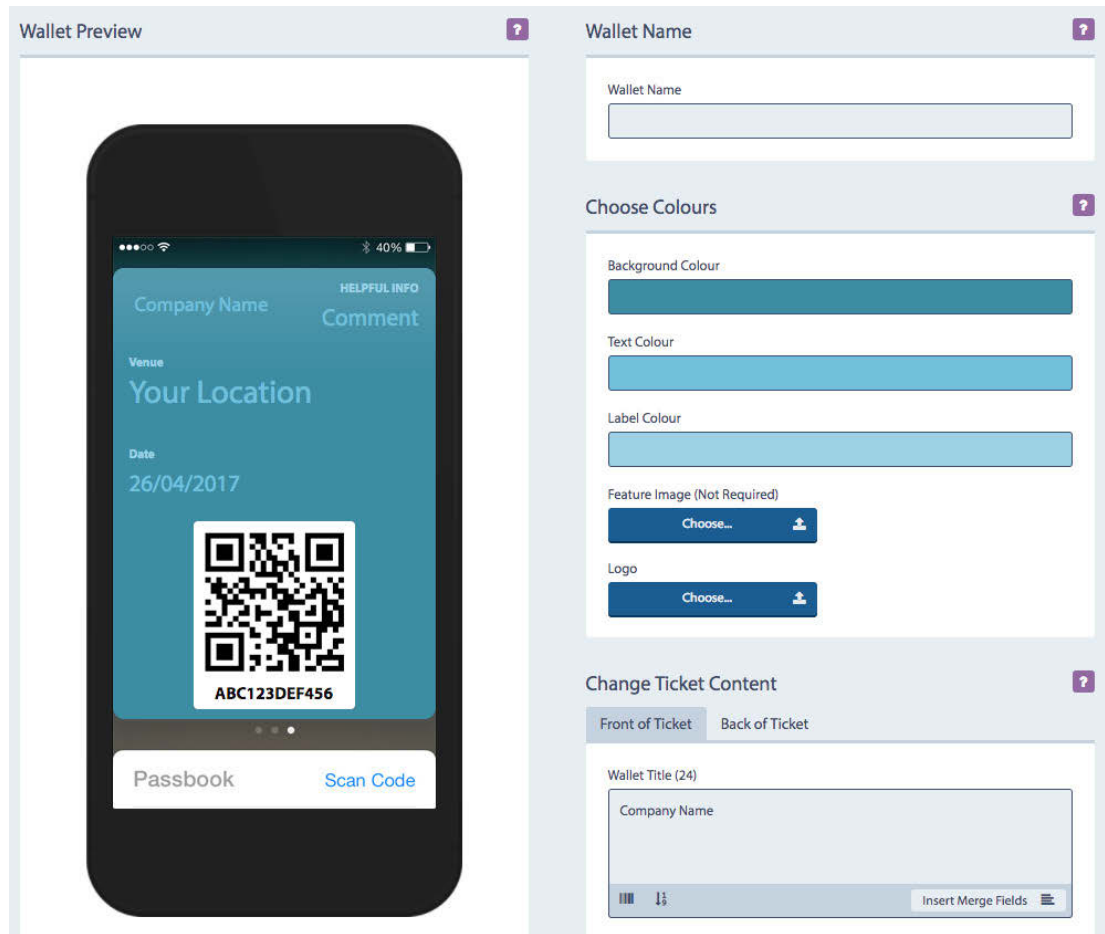 Wallet Preview
?
40%
Company Name
HELPFUL INFO
Comment
Venue
Your Location
Date
26/04/2017
ABC123DEF456
Passbook
Scan Code
Wallet Name
?
Wallet Name
Choose Colours
?
Background Colour
Text Colour
Label Colour
Feature Image (Not Required)
Choose...
Logo
Choose...
Change Ticket Content
?
Front of Ticket
Back of Ticket
Wallet Title (24)
Company Name
Insert Merge Fields